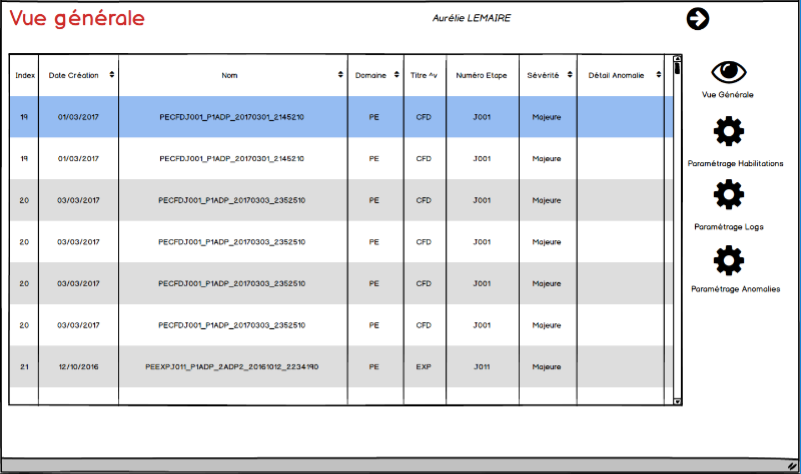 Vue générale
Aurélie LEMAIRE
Index Date Création Nom Domaine Titre ^v Numéro Etape Sévérité Détail Anomalie
19 01/03/2017 PECFDJ001_P1ADP_20170301_2145210 PE CFD J001 Majeure
19 01/03/2017 PECFDJ001_P1ADP_20170301_2145210 PE CFD J001 Majeure
20 03/03/2017 PECFDJ001_P1ADP_20170303_2352510 PE CFD J001 Majeure
20 03/03/2017 PECFDJ001_P1ADP_20170303_2352510 PE CFD J001 Majeure
20 03/03/2017 PECFDJ001_P1ADP_20170303_2352510 PE CFD J001 Majeure
20 03/03/2017 PECFDJ001_P1ADP_20170303_2352510 PE CFD J001 Majeure
21 12/10/2016 PEEXPJ011_P1ADP_2ADP2_20161012_2234190 PE EXP J011 Majeure
Vue Générale
Paramétrage Habilitations
Paramétrage Logs
Paramétrage Anomalies